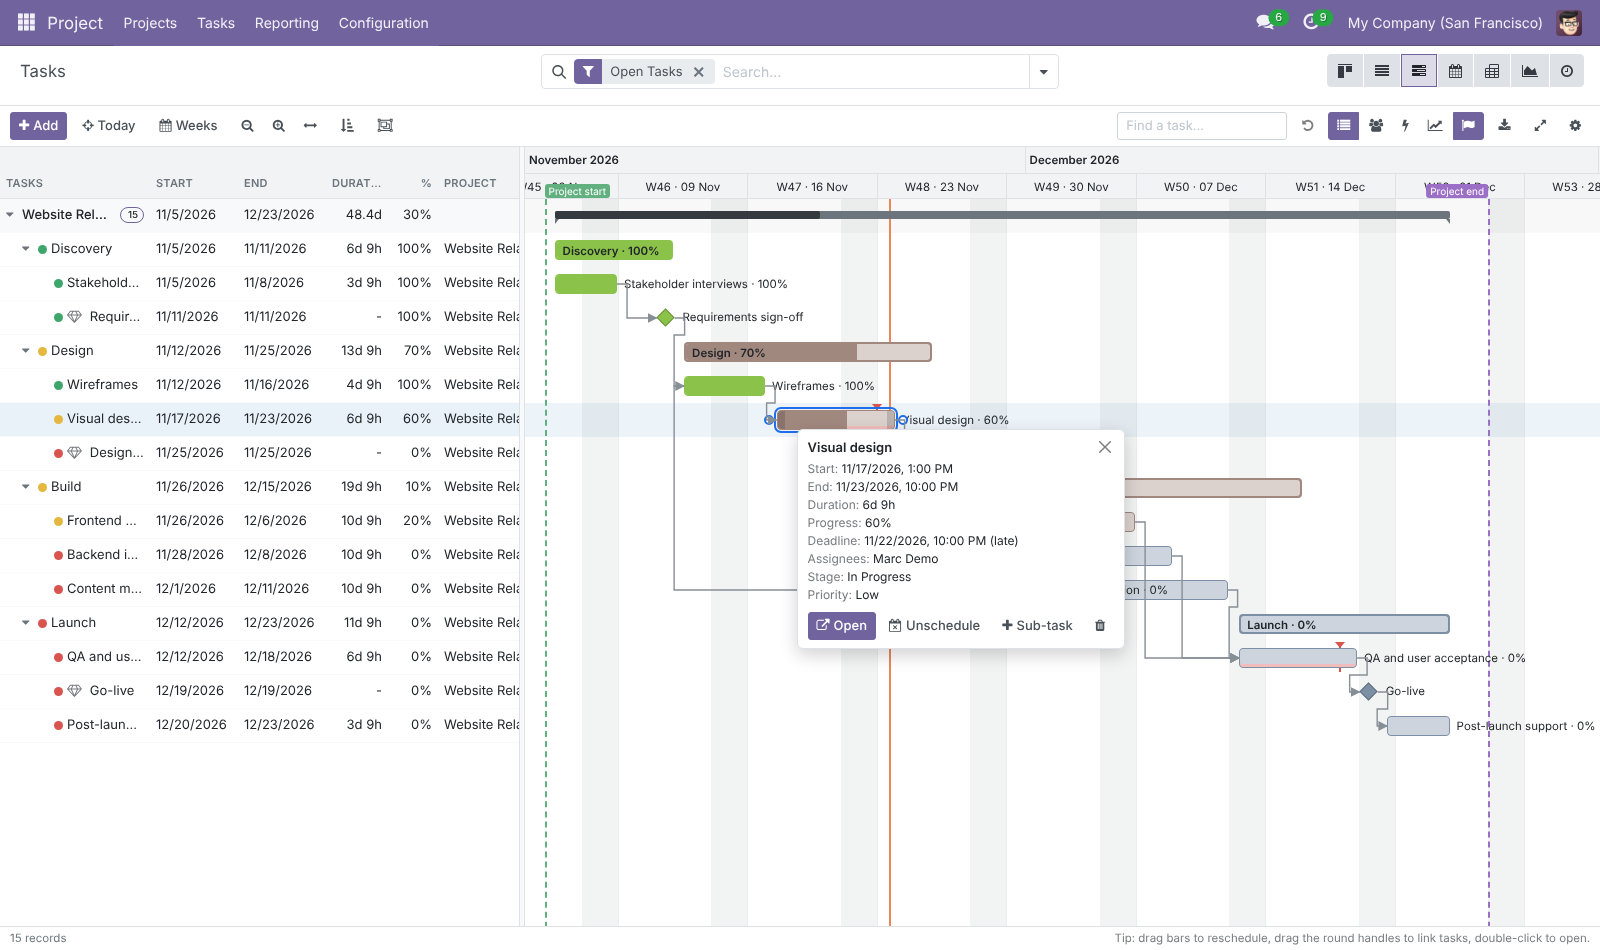 Project Projects Tasks Reporting Configuration 6 9 My Company (San Francisco)
Tasks Open Tasks Search...
Add Today Weeks Find a task...
November 2026 December 2026
TASKS START END DURAT... % PROJECT
/45 W46 · 09 Nov W47 · 16 Nov W48 · 23 Nov W49 · 30 Nov W50 · 07 Dec W51 · 14 Dec W53 · 28
Project start Project end
Website Rel... 15 11/5/2026 12/23/2026 48.4d 30%
Discovery 11/5/2026 11/11/2026 6d 9h 100% Website Rela
Discovery · 100%
Stakehold... 11/5/2026 11/8/2026 3d 9h 100% Website Rela
Stakeholder interviews · 100%
Requir... 11/11/2026 11/11/2026 - 100% Website Rela
Requirements sign-off
Design 11/12/2026 11/25/2026 13d 9h 70% Website Rela
Design · 70%
Wireframes 11/12/2026 11/16/2026 4d 9h 100% Website Rela
Wireframes · 100%
Visual des... 11/17/2026 11/23/2026 6d 9h 60% Website Rela
Visual design · 60%
Design... 11/25/2026 11/25/2026 - 0% Website Rela
Build 11/26/2026 12/15/2026 19d 9h 10% Website Rela
Frontend ... 11/26/2026 12/6/2026 10d 9h 20% Website Rela
Backend i... 11/28/2026 12/8/2026 10d 9h 0% Website Rela
Content m... 12/1/2026 12/11/2026 10d 9h 0% Website Rela
on · 0%
Launch 12/12/2026 12/23/2026 11d 9h 0% Website Rela
Launch · 0%
QA and us... 12/12/2026 12/18/2026 6d 9h 0% Website Rela
QA and user acceptance · 0%
Go-live 12/19/2026 12/19/2026 - 0% Website Rela
Go-live
Post-laun... 12/20/2026 12/23/2026 3d 9h 0% Website Rela
Post-launch support · 0%
Visual design
Start: 11/17/2026, 1:00 PM
End: 11/23/2026, 10:00 PM
Duration: 6d 9h
Progress: 60%
Deadline: 11/22/2026, 10:00 PM (late)
Assignees: Marc Demo
Stage: In Progress
Priority: Low
Open Unschedule Sub-task
15 records Tip: drag bars to reschedule, drag the round handles to link tasks, double-click to open.